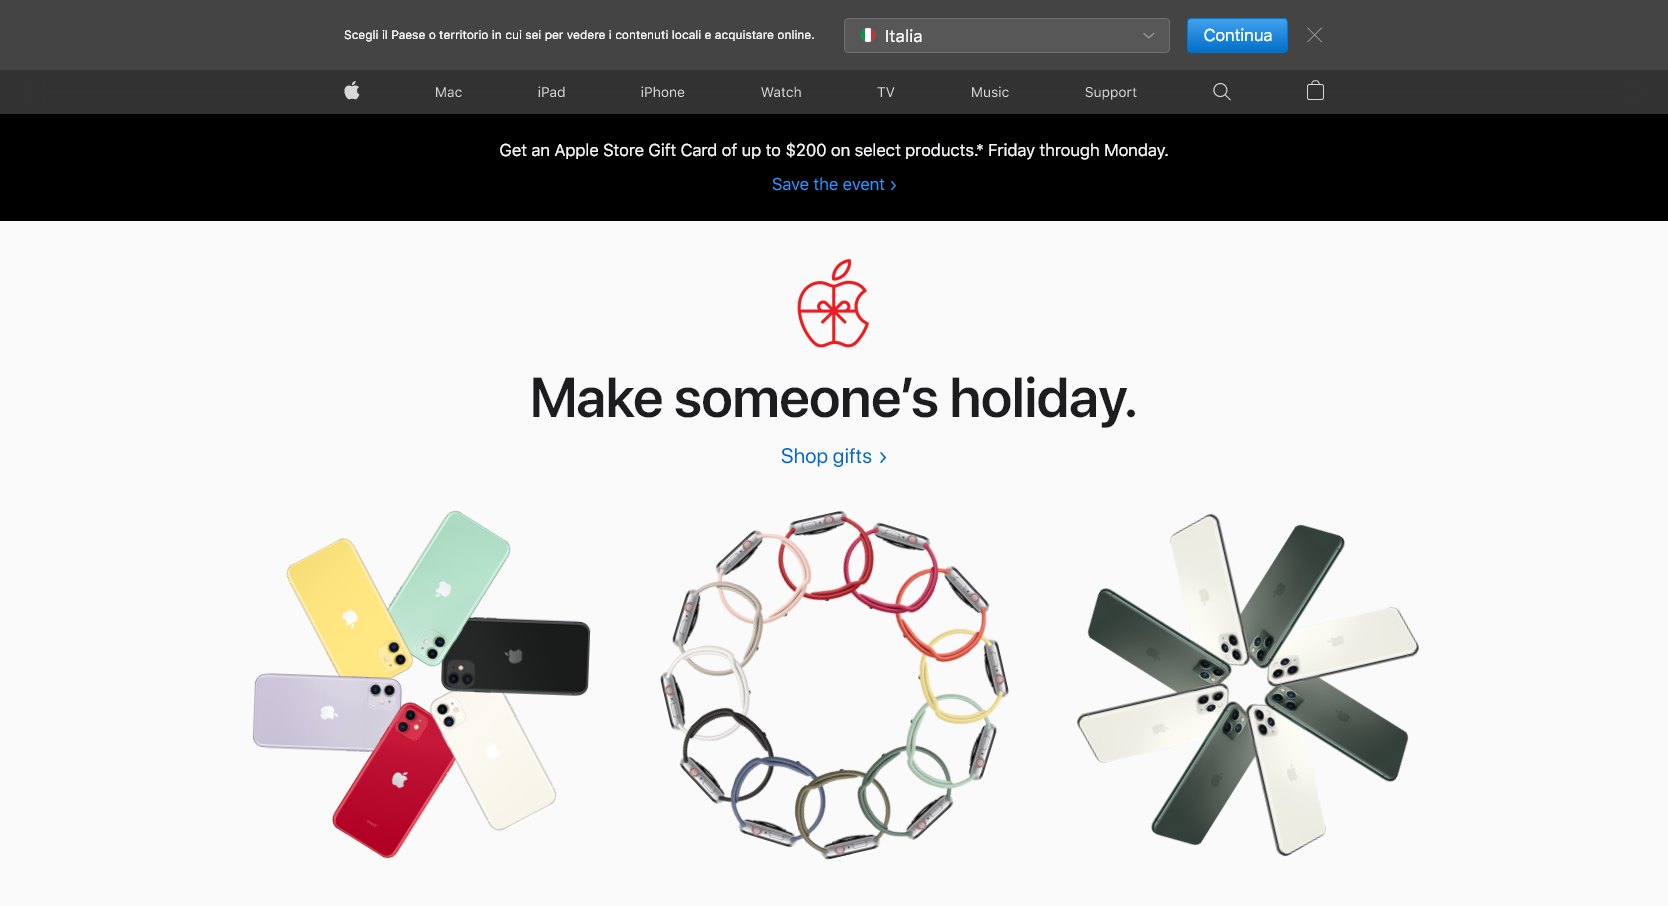 Scegli il Paese o territorio in cui sei per vedere i contenuti locali e acquistare online.
Italia
Continua
Mac
iPad
iPhone
Watch
TV
Music
Support
Get an Apple Store Gift Card of up to $200 on select products.* Friday through Monday.
Save the event ›
Make someone’s holiday.
Shop gifts ›